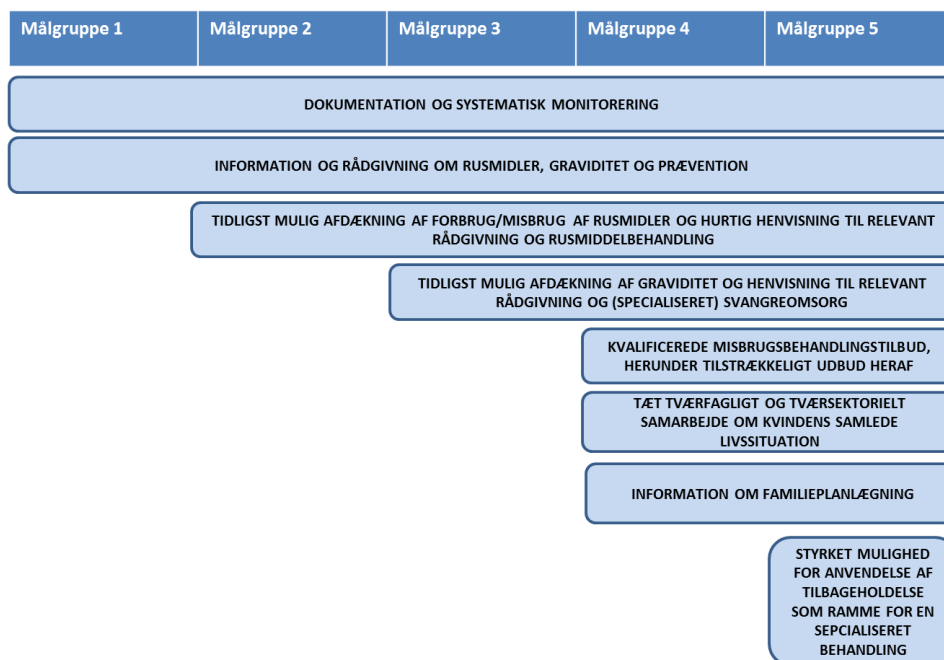 Målgruppe 1 Målgruppe 2 Målgruppe 3 Målgruppe 4 Målgruppe 5
DOKUMENTATION OG SYSTEMATISK MONITORERING
INFORMATION OG RÅDGIVNING OM RUSMIDLER, GRAVIDITET OG PRÆVENTION
TIDLIGST MULIG AFDÆKNING AF FORBRUG/MISBRUG AF RUSMIDLER OG HURTIG HENVISNING TIL RELEVANT
RÅDGIVNING OG RUSMIDDELBEHANDLING
TIDLIGST MULIG AFDÆKNING AF GRAVIDITET OG HENVISNING TIL RELEVANT
RÅDGIVNING OG (SPECIALISERET) SVANGREOMSORG
KVALIFICEREDE MISBRUGSBEHANDLINGSTILBUD,
HERUNDER TILSTRÆKKELIGT UDBUD HERAF
TÆT TVÆRFAGLIGT OG TVÆRSEKTORIELT
SAMARBEJDE OM KVINDENS SAMLEDE
LIVSSITUATION
INFORMATION OM FAMILIEPLANLÆGNING
STYRKET MULIGHED
FOR ANVENDELSE AF
TILBAGEHOLDELSE
SOM RAMME FOR EN
SEPCIALISERET
BEHANDLING